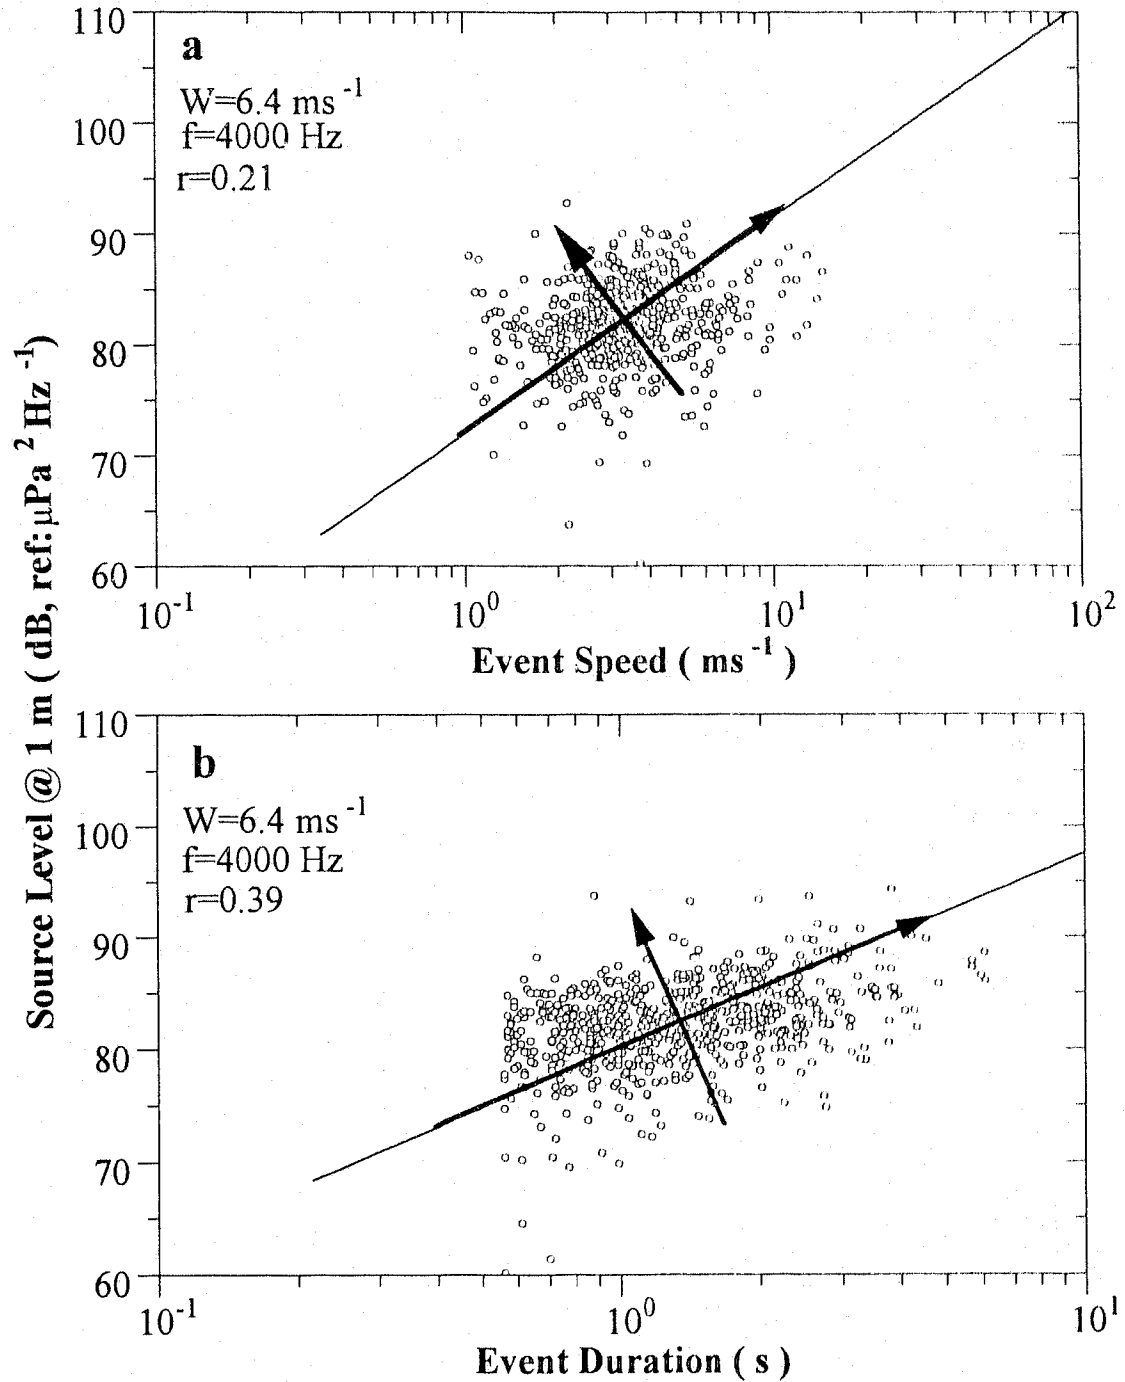 110
a
W=6.4 ms⁻¹
f=4000 Hz
r=0.21
100
90
80
70
60
10⁻¹ 10⁰ 10¹ 10²
Event Speed ( ms⁻¹ )
Source Level @ 1 m ( dB, ref: µPa² Hz⁻¹ )
110
b
W=6.4 ms⁻¹
f=4000 Hz
r=0.39
100
90
80
70
60
10⁻¹ 10⁰ 10¹
Event Duration ( s )